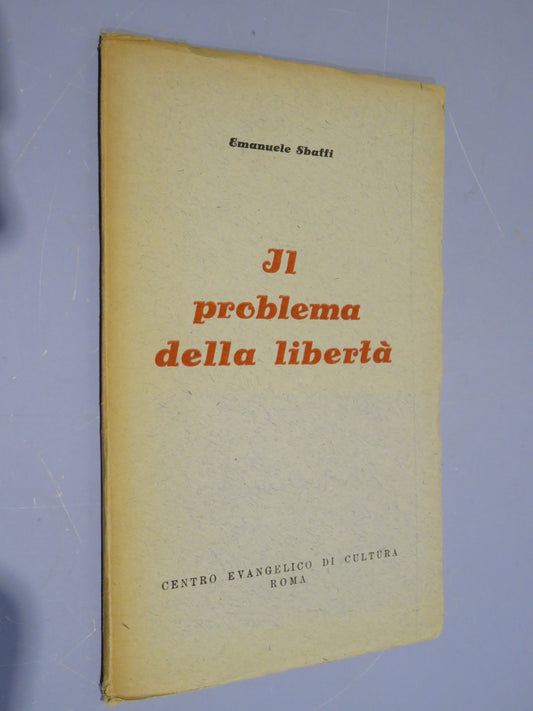 Emanuele Sbaffi
Il
problema
della libertà
CENTRO EVANGELICO DI CULTURA
ROMA